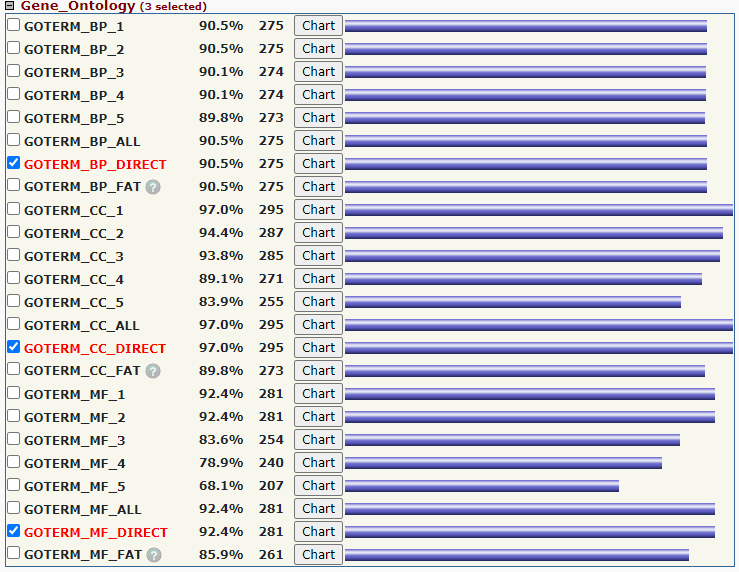 Gene_Ontology (3 selected)
GOTERM_BP_1 90.5% 275 Chart
GOTERM_BP_2 90.5% 275 Chart
GOTERM_BP_3 90.1% 274 Chart
GOTERM_BP_4 90.1% 274 Chart
GOTERM_BP_5 89.8% 273 Chart
GOTERM_BP_ALL 90.5% 275 Chart
GOTERM_BP_DIRECT 90.5% 275 Chart
GOTERM_BP_FAT ? 90.5% 275 Chart
GOTERM_CC_1 97.0% 295 Chart
GOTERM_CC_2 94.4% 287 Chart
GOTERM_CC_3 93.8% 285 Chart
GOTERM_CC_4 89.1% 271 Chart
GOTERM_CC_5 83.9% 255 Chart
GOTERM_CC_ALL 97.0% 295 Chart
GOTERM_CC_DIRECT 97.0% 295 Chart
GOTERM_CC_FAT ? 89.8% 273 Chart
GOTERM_MF_1 92.4% 281 Chart
GOTERM_MF_2 92.4% 281 Chart
GOTERM_MF_3 83.6% 254 Chart
GOTERM_MF_4 78.9% 240 Chart
GOTERM_MF_5 68.1% 207 Chart
GOTERM_MF_ALL 92.4% 281 Chart
GOTERM_MF_DIRECT 92.4% 281 Chart
GOTERM_MF_FAT ? 85.9% 261 Chart